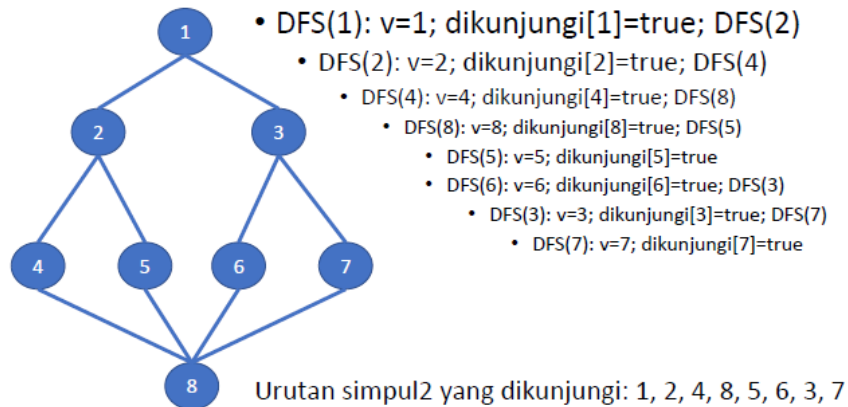 1
• DFS(1): v=1; dikunjungi[1]=true; DFS(2)
• DFS(2): v=2; dikunjungi[2]=true; DFS(4)
• DFS(4): v=4; dikunjungi[4]=true; DFS(8)
2 3
• DFS(8): v=8; dikunjungi[8]=true; DFS(5)
• DFS(5): v=5; dikunjungi[5]=true
• DFS(6): v=6; dikunjungi[6]=true; DFS(3)
• DFS(3): v=3; dikunjungi[3]=true; DFS(7)
• DFS(7): v=7; dikunjungi[7]=true
4 5 6 7
8
Urutan simpul2 yang dikunjungi: 1, 2, 4, 8, 5, 6, 3, 7